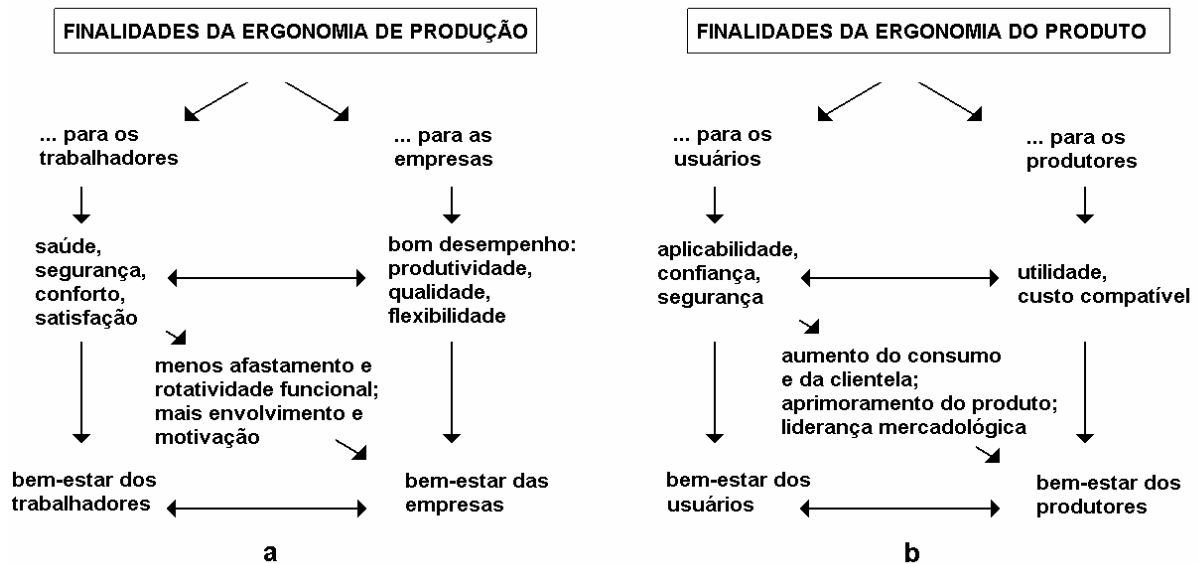 FINALIDADES DA ERGONOMIA DE PRODUÇÃO
... para os
trabalhadores
... para as
empresas
saúde,
segurança,
conforto,
satisfação
bom desempenho:
produtividade,
qualidade,
flexibilidade
menos afastamento e
rotatividade funcional;
mais envolvimento e
motivação
bem-estar dos
trabalhadores
bem-estar das
empresas
a
FINALIDADES DA ERGONOMIA DO PRODUTO
... para os
usuários
... para os
produtores
aplicabilidade,
confiança,
segurança
utilidade,
custo compatível
aumento do consumo
e da clientela;
aprimoramento do produto;
liderança mercadológica
bem-estar dos
usuários
bem-estar dos
produtores
b